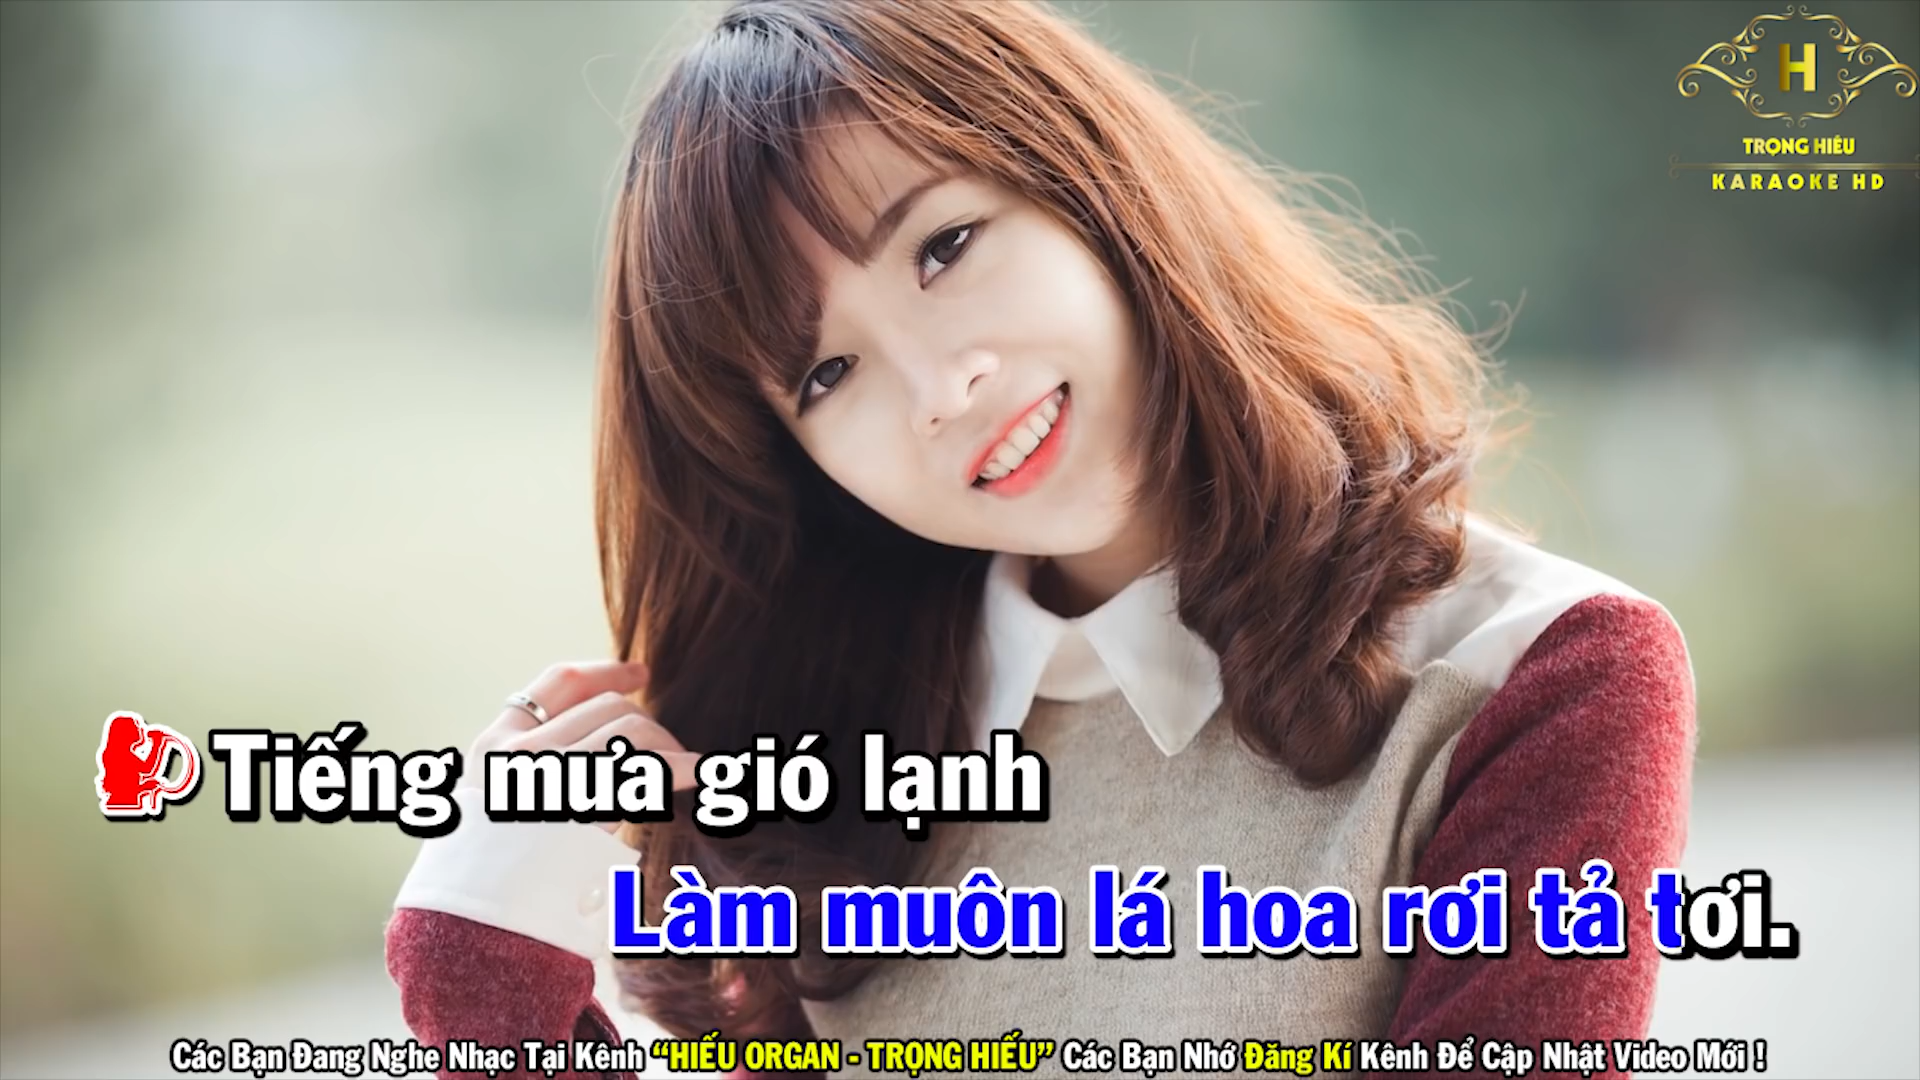 H
TRỌNG HIẾU
KARAOKE HD
Tiếng mưa gió lạnh
Làm muôn lá hoa rơi tả tơi.
Các Bạn Đang Nghe Nhạc Tại Kênh “HIẾU ORGAN - TRỌNG HIẾU” Các Bạn Nhớ Đăng Kí Kênh Để Cập Nhật Video Mới !